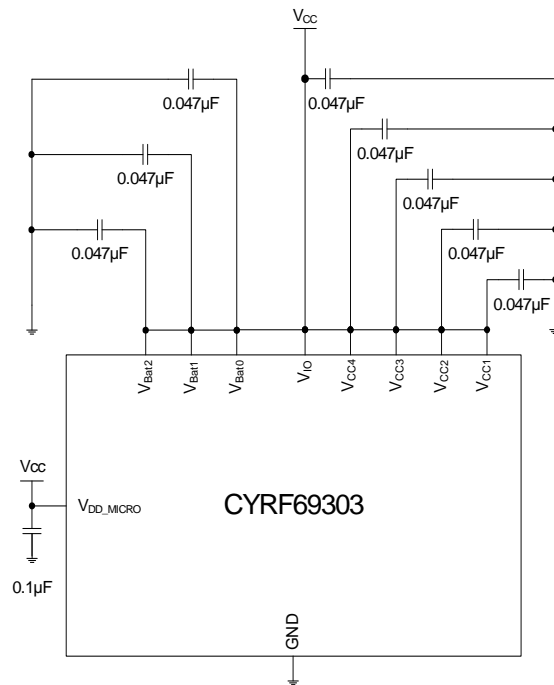 VCC
0.047µF
0.047µF
0.047µF
0.047µF
0.047µF
0.047µF
0.047µF
0.047µF
VBat2
VBat1
VBat0
VIO
VCC4
VCC3
VCC2
VCC1
VCC
VDD_MICRO
CYRF69303
0.1µF
GND